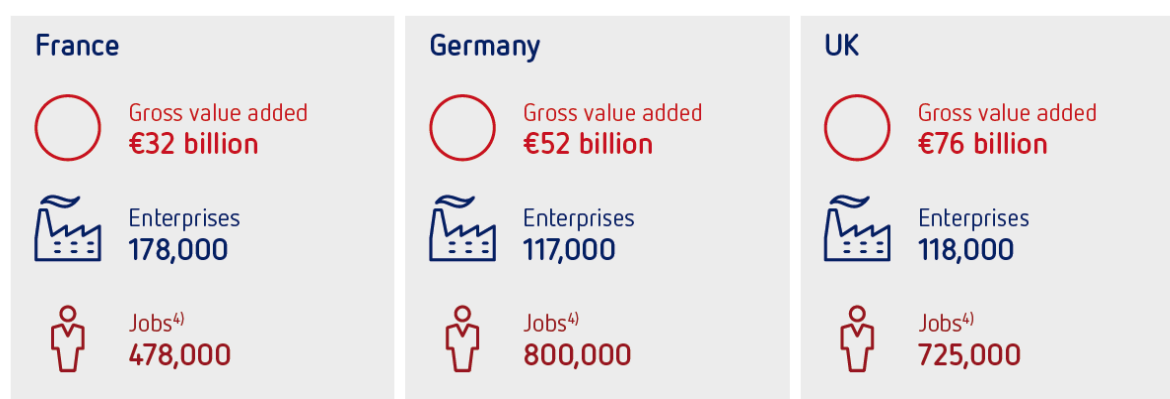 France
Gross value added
€32 billion
Enterprises
178,000
Jobs4)
478,000
Germany
Gross value added
€52 billion
Enterprises
117,000
Jobs4)
800,000
UK
Gross value added
€76 billion
Enterprises
118,000
Jobs4)
725,000